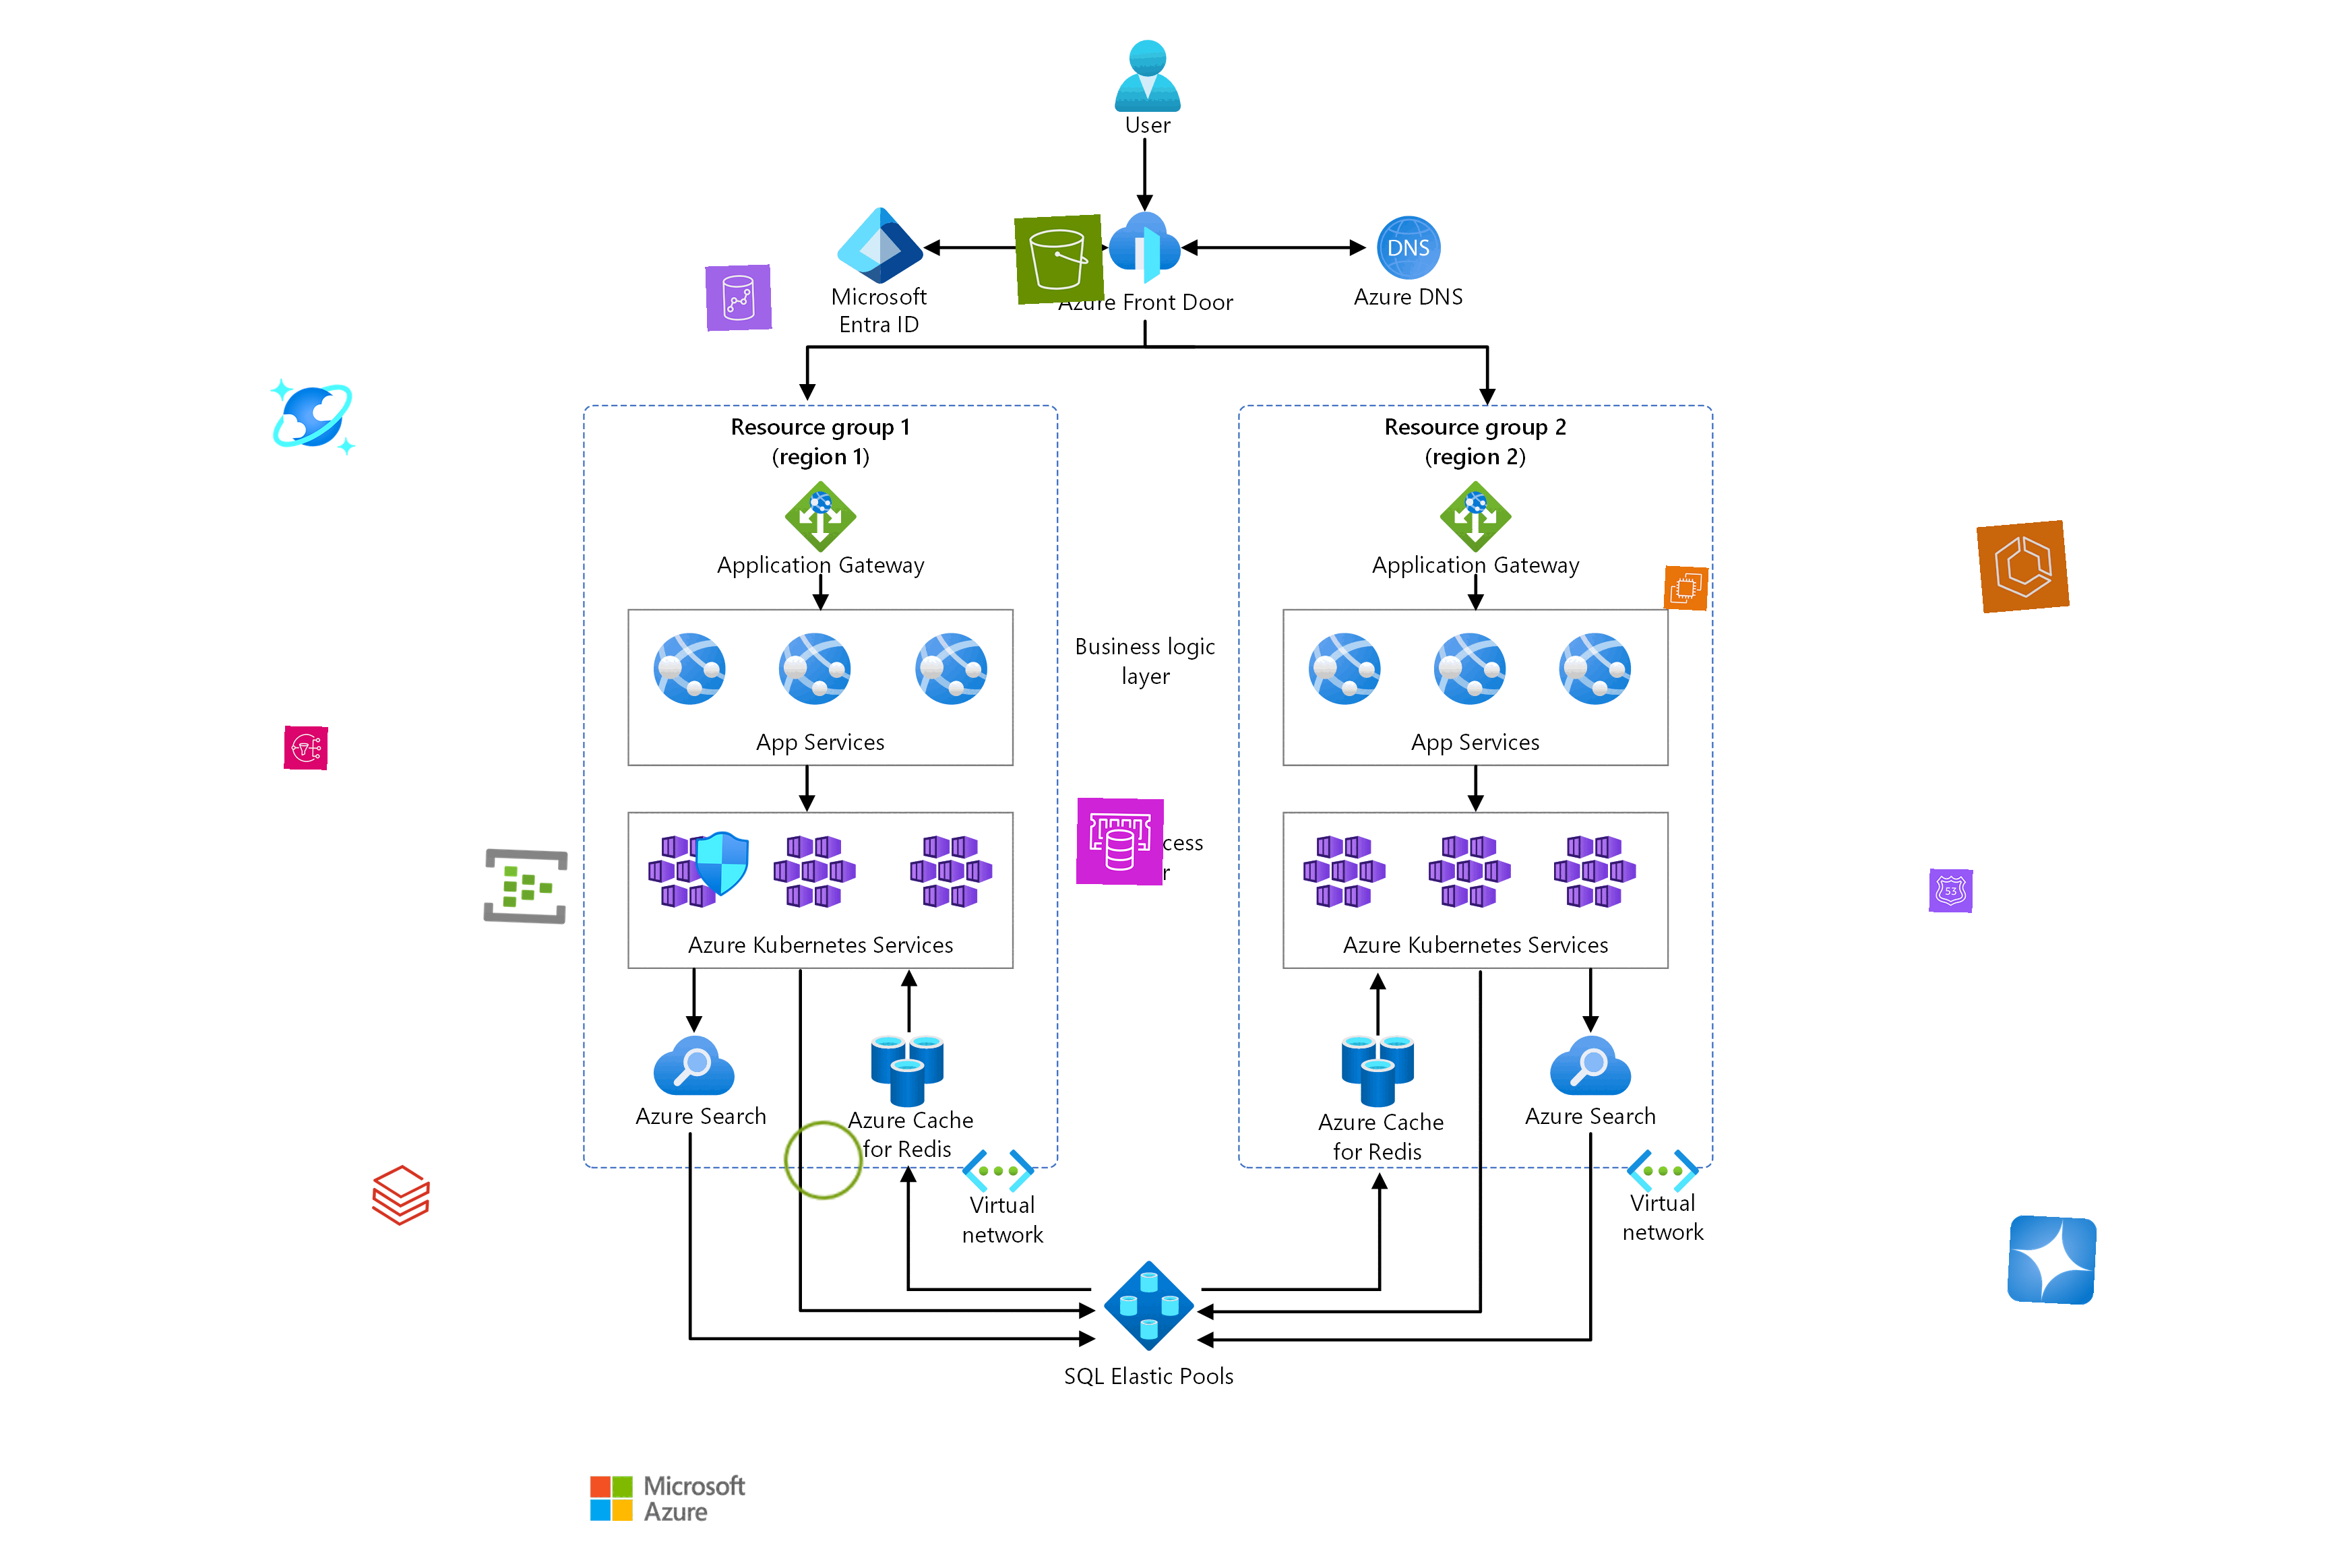 User
DNS
Microsoft
Entra ID
Azure Front Door
Azure DNS
Resource group 1
(region 1)
Resource group 2
(region 2)
Application Gateway
Application Gateway
Business logic
layer
App Services
App Services
53
Azure Kubernetes Services
Azure Kubernetes Services
Azure Search
Azure Cache
for Redis
Azure Cache
for Redis
Azure Search
Virtual
network
Virtual
network
SQL Elastic Pools
Microsoft
Azure